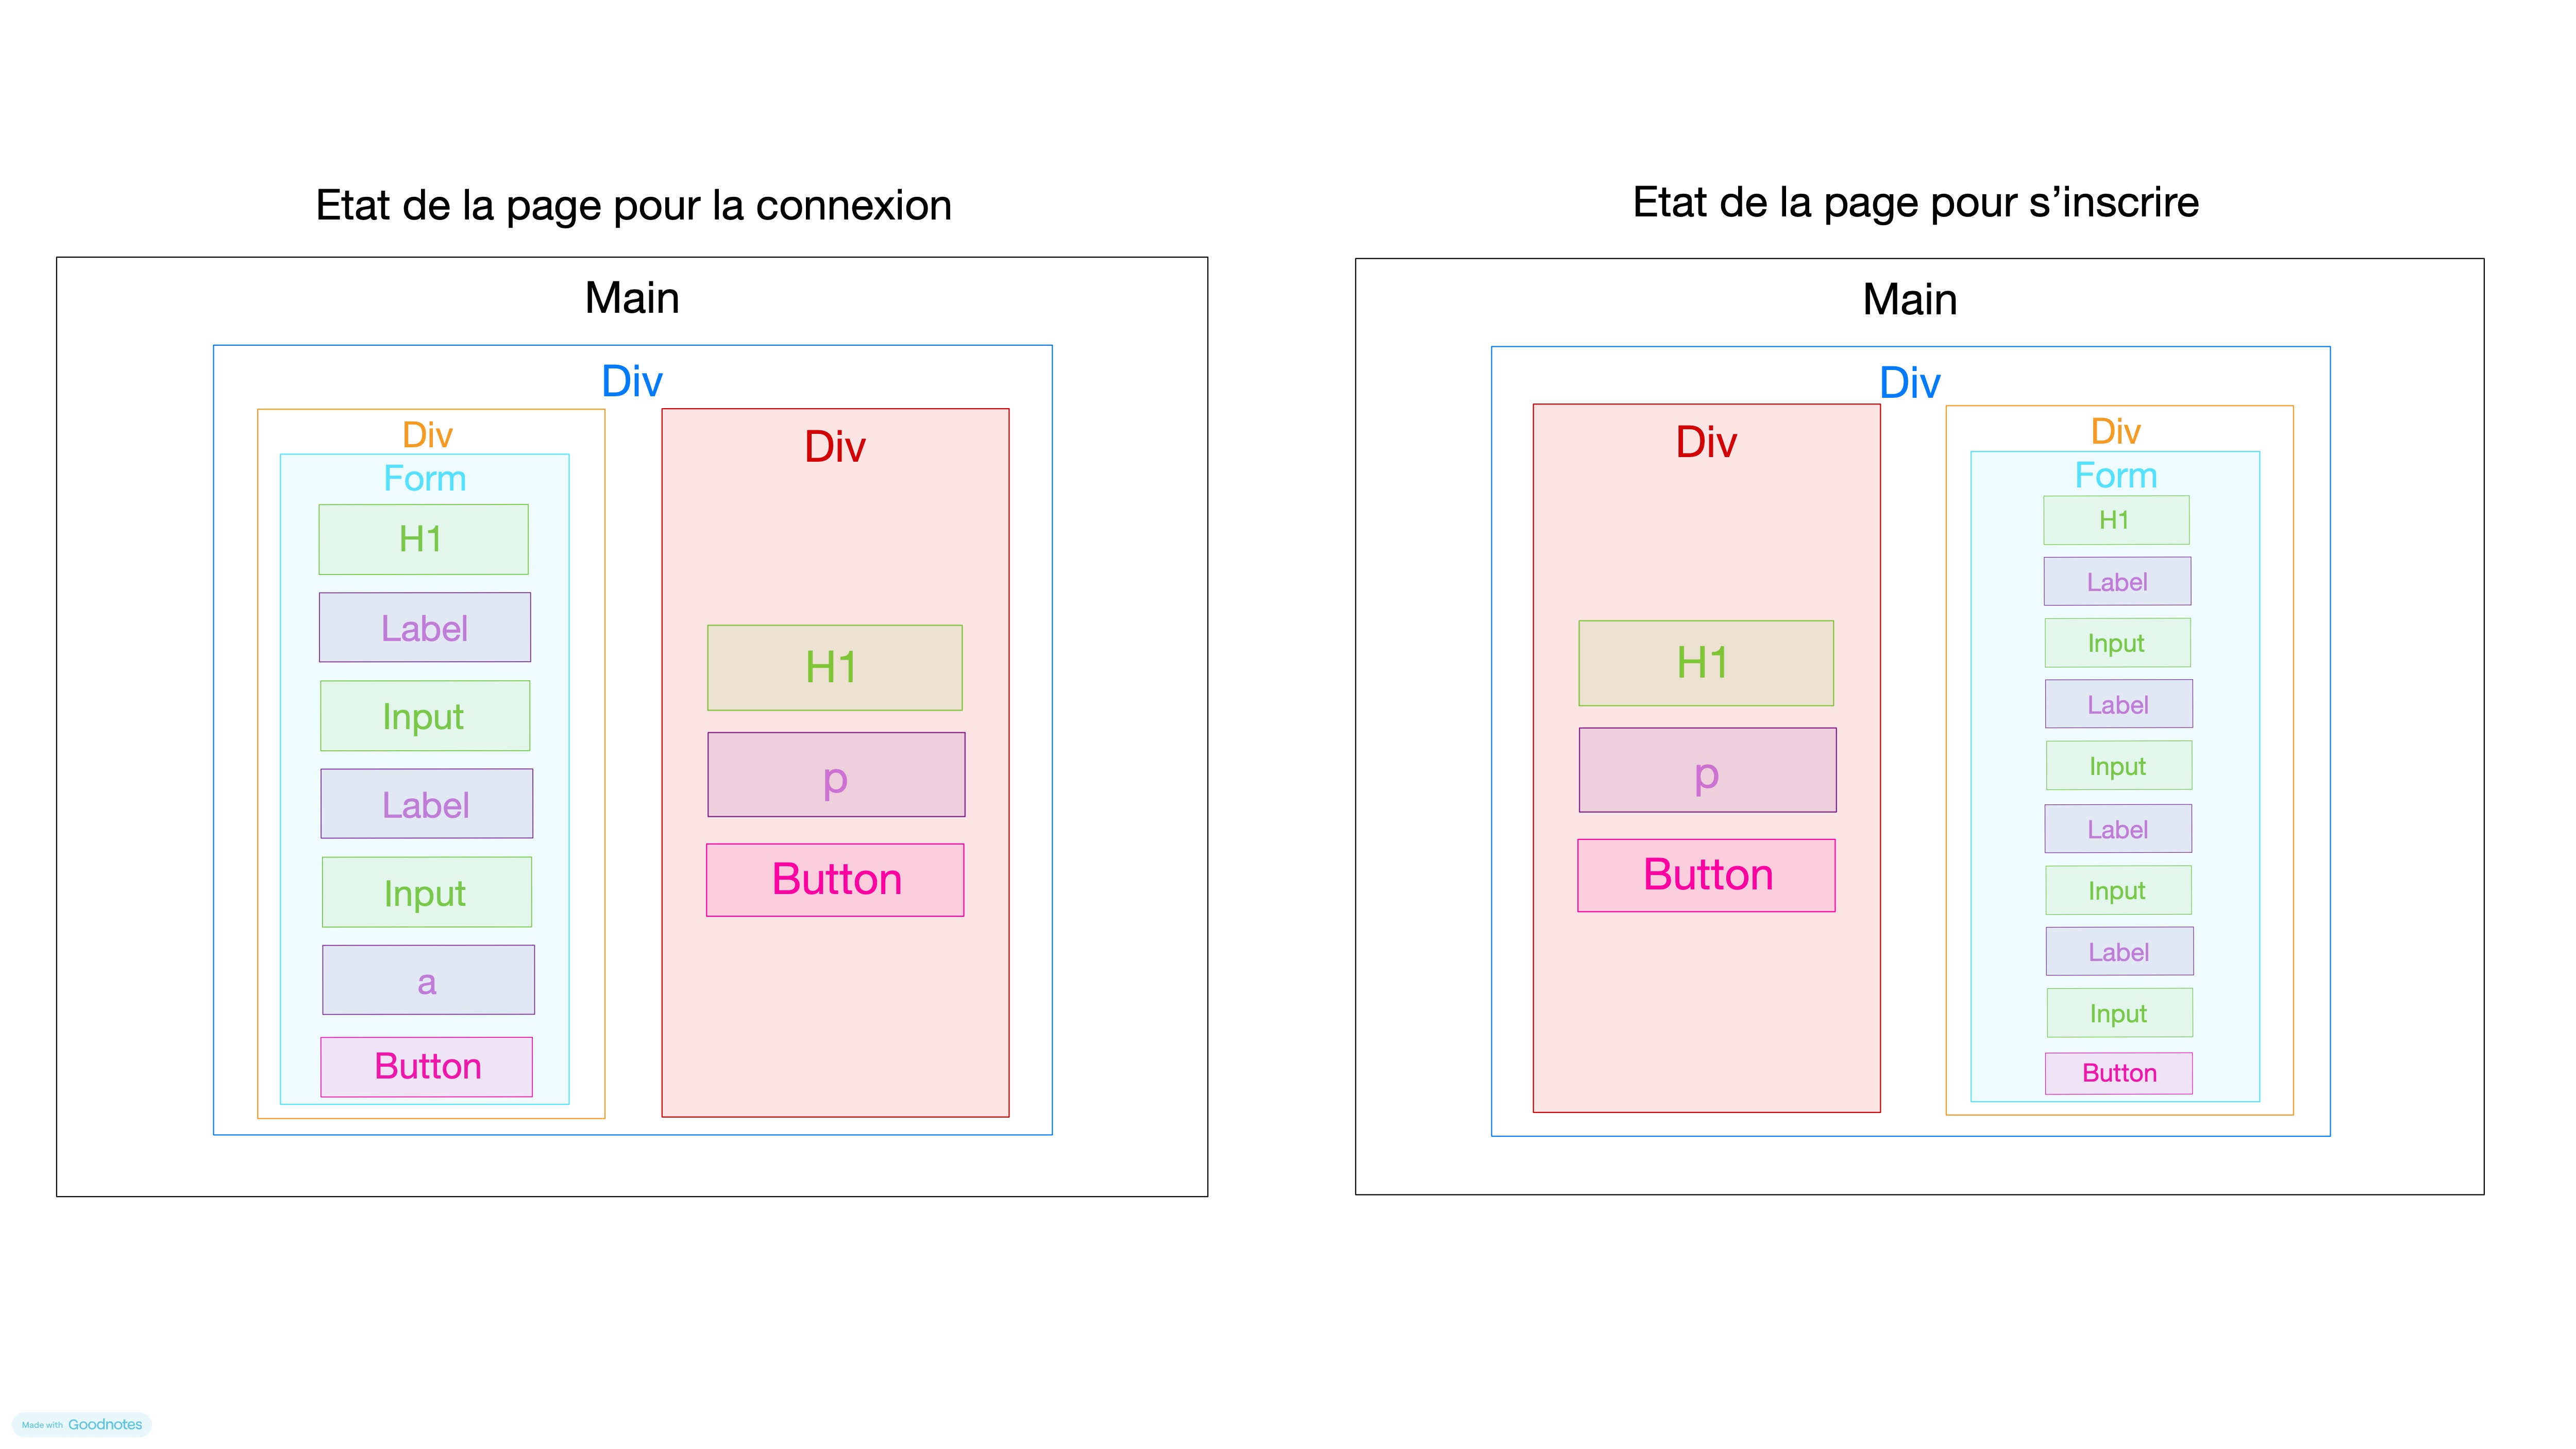 Etat de la page pour la connexion
Main
Div
Div
Form
H1
Label
Input
Label
Input
a
Button
Div
H1
p
Button
Etat de la page pour s’inscrire
Main
Div
Div
H1
p
Button
Div
Form
H1
Label
Input
Label
Input
Label
Input
Label
Input
Button
Made with Goodnotes